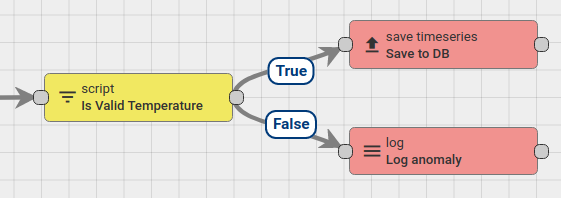 script
Is Valid Temperature
True
False
save timeseries
Save to DB
log
Log anomaly